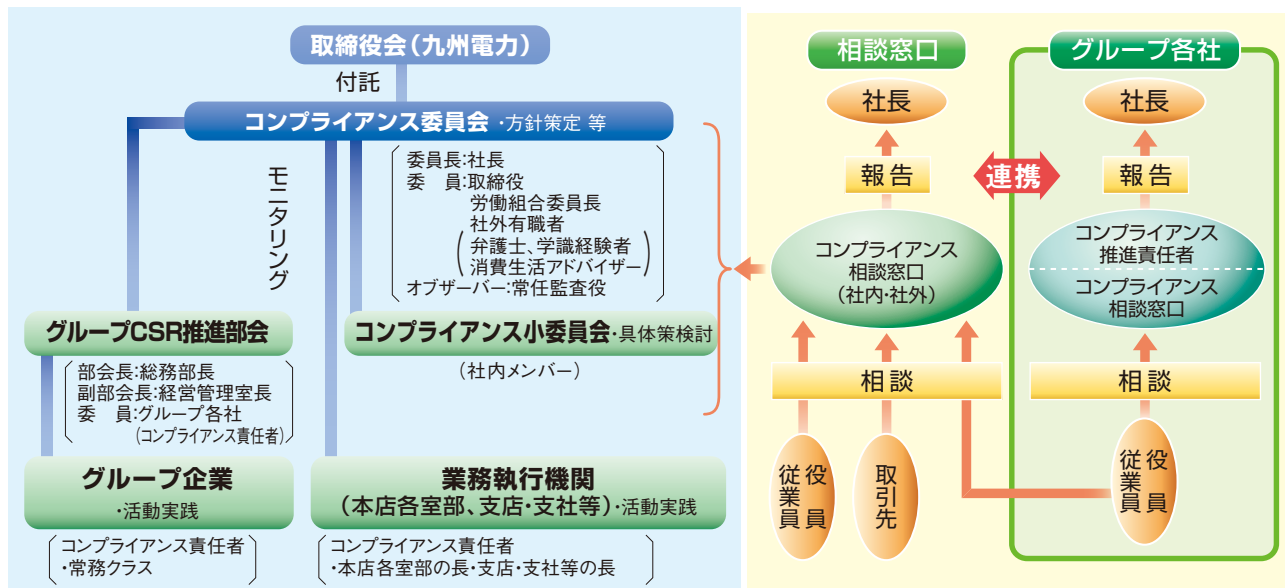 取締役会(九州電力)
付託
コンプライアンス委員会・方針策定 等
委員長:社長
委　員:取締役
労働組合委員長
社外有職者
弁護士、学識経験者
消費生活アドバイザー
オブザーバー:常任監査役
モニタリング
グループCSR推進部会
部会長:総務部長
副部会長:経営管理室長
委　員:グループ各社
(コンプライアンス責任者)
コンプライアンス小委員会・具体策検討
(社内メンバー)
グループ企業
・活動実践
コンプライアンス責任者
・常務クラス
業務執行機関
(本店各室部、支店・支社等)・活動実践
コンプライアンス責任者
・本店各室部の長・支店・支社等の長
相談窓口
社長
報告
コンプライアンス
相談窓口
(社内・社外)
相談
役員
従業員
取引先
連携
グループ各社
社長
報告
コンプライアンス
推進責任者
コンプライアンス
相談窓口
相談
役員
従業員